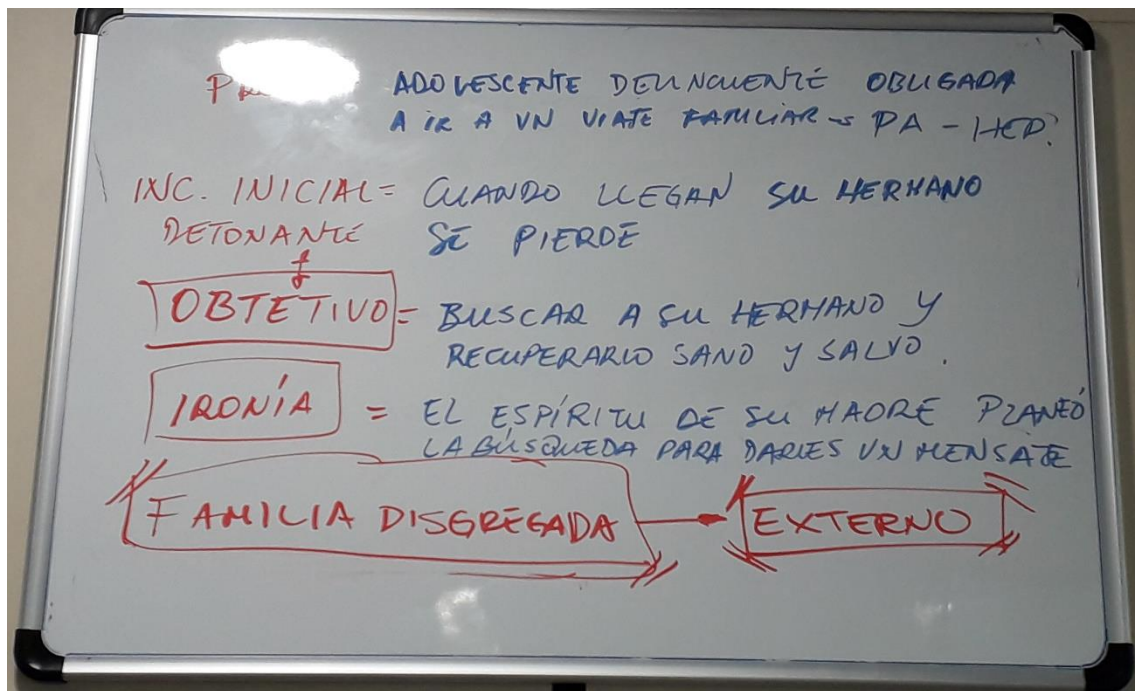 ADOLESCENTE DELINCUENTE OBLIGADA
A IR A UN VIAJE FAMILIAR → PA - HED.
INC. INICIAL = CUANDO LLEGAN SU HERMANO
DETONANTE SE PIERDE
OBJETIVO = BUSCAR A SU HERMANO Y
RECUPERARLO SANO Y SALVO.
IRONÍA = EL ESPÍRITU DE SU MADRE PLANEÓ
LA BÚSQUEDA PARA DARLES UN MENSAJE
FAMILIA DISGREGADA → EXTERNO